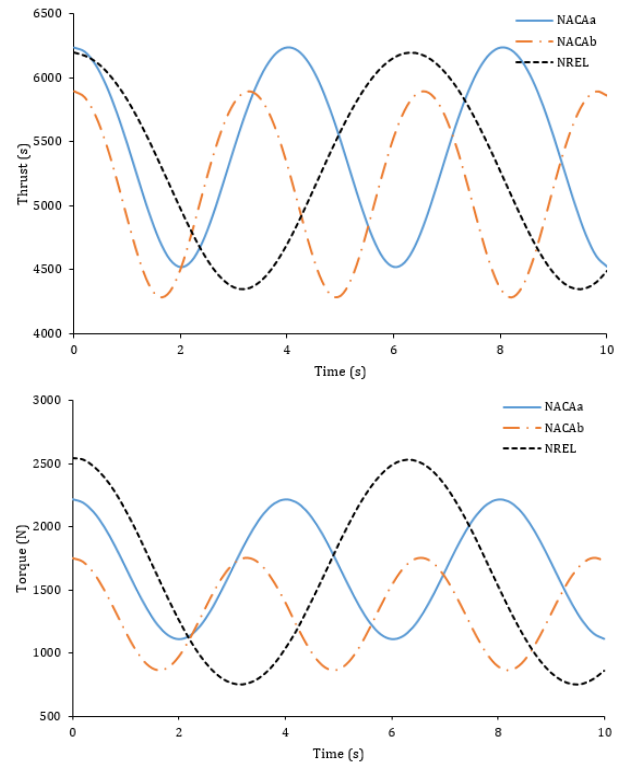 6500
6000
5500
5000
4500
4000
Thrust (s)
0 2 4 6 8 10
Time (s)
NACAa
NACAb
NREL
3000
2500
2000
1500
1000
500
Torque (N)
0 2 4 6 8 10
Time (s)
NACAa
NACAb
NREL